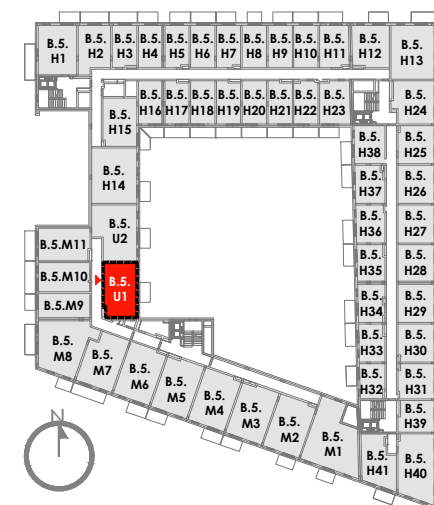 B.5.
H1
B.5.
H2
B.5.
H3
B.5.
H4
B.5.
H5
B.5.
H6
B.5.
H7
B.5.
H8
B.5.
H9
B.5.
H10
B.5.
H11
B.5.
H12
B.5.
H13
B.5.
H16
B.5.
H17
B.5.
H18
B.5.
H19
B.5.
H20
B.5.
H21
B.5.
H22
B.5.
H23
B.5.
H24
B.5.
H15
B.5.
H38
B.5.
H25
B.5.
H14
B.5.
H37
B.5.
H26
B.5.
U2
B.5.
H36
B.5.
H27
B.5.M11
B.5.
H35
B.5.
H28
B.5.M10
B.5.
U1
B.5.
H34
B.5.
H29
B.5.M9
B.5.
M8
B.5.
M7
B.5.
M6
B.5.
M5
B.5.
M4
B.5.
M3
B.5.
M2
B.5.
M1
B.5.
H33
B.5.
H30
B.5.
H32
B.5.
H31
B.5.
H39
B.5.
H41
B.5.
H40
N